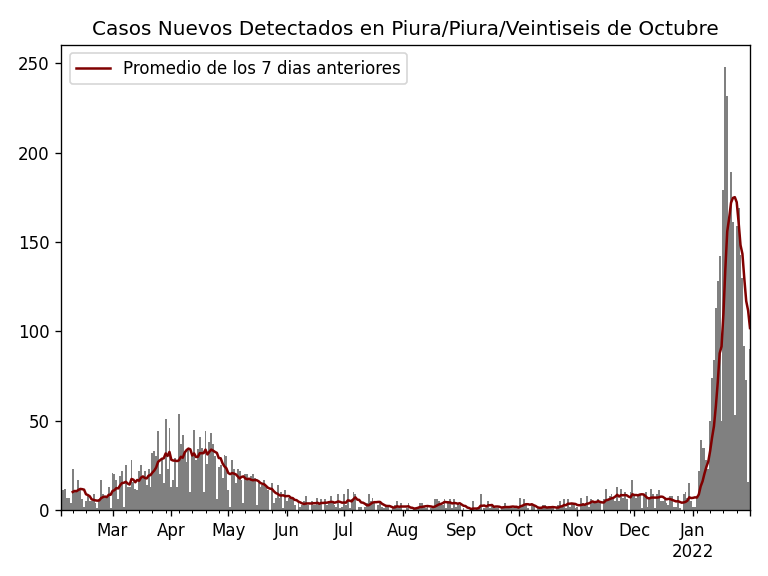 Casos Nuevos Detectados en Piura/Piura/Veintiseis de Octubre
Promedio de los 7 dias anteriores
250
200
150
100
50
0
Mar Apr May Jun Jul Aug Sep Oct Nov Dec Jan
2022